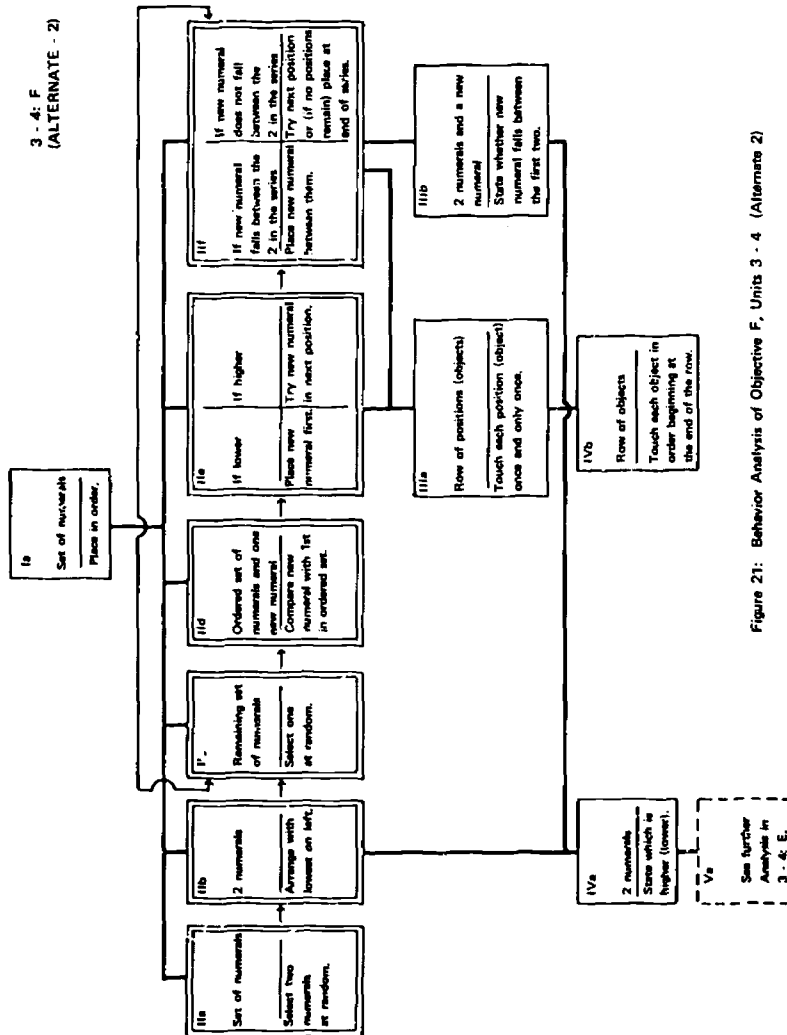 3 - 4: F
(ALTERNATE - 2)
Ia
Set of numerals
Place in order.
IIa
Set of numerals
Select two
numerals
at random.
IIb
2 numerals
Arrange with
lowest on left.
Remaining set
of numerals
Select one
at random.
IId
Ordered set of
numerals and one
new numeral
Compare new
numeral with 1st
in ordered set.
IIe
If lower
Place new
numeral first.
If higher
Try new numeral
in next position.
IIf
If new numeral
falls between the
2 in the series
Place new numeral
between them.
If new numeral
does not fall
between the
2 in the series
Try next position
or (if no positions
remain) place at
end of series.
IIIa
Row of positions (objects)
Touch each position (object)
once and only once.
IIIb
2 numerals and a new
numeral
State whether new
numeral falls between
the first two.
IVa
2 numerals
State which is
higher (lower).
IVb
Row of objects
Touch each object in
order beginning at
the end of the row.
Va
See further
Analysis in
3 - 4: E.
Figure 21: Behavior Analysis of Objective F, Units 3 - 4 (Alternate 2)